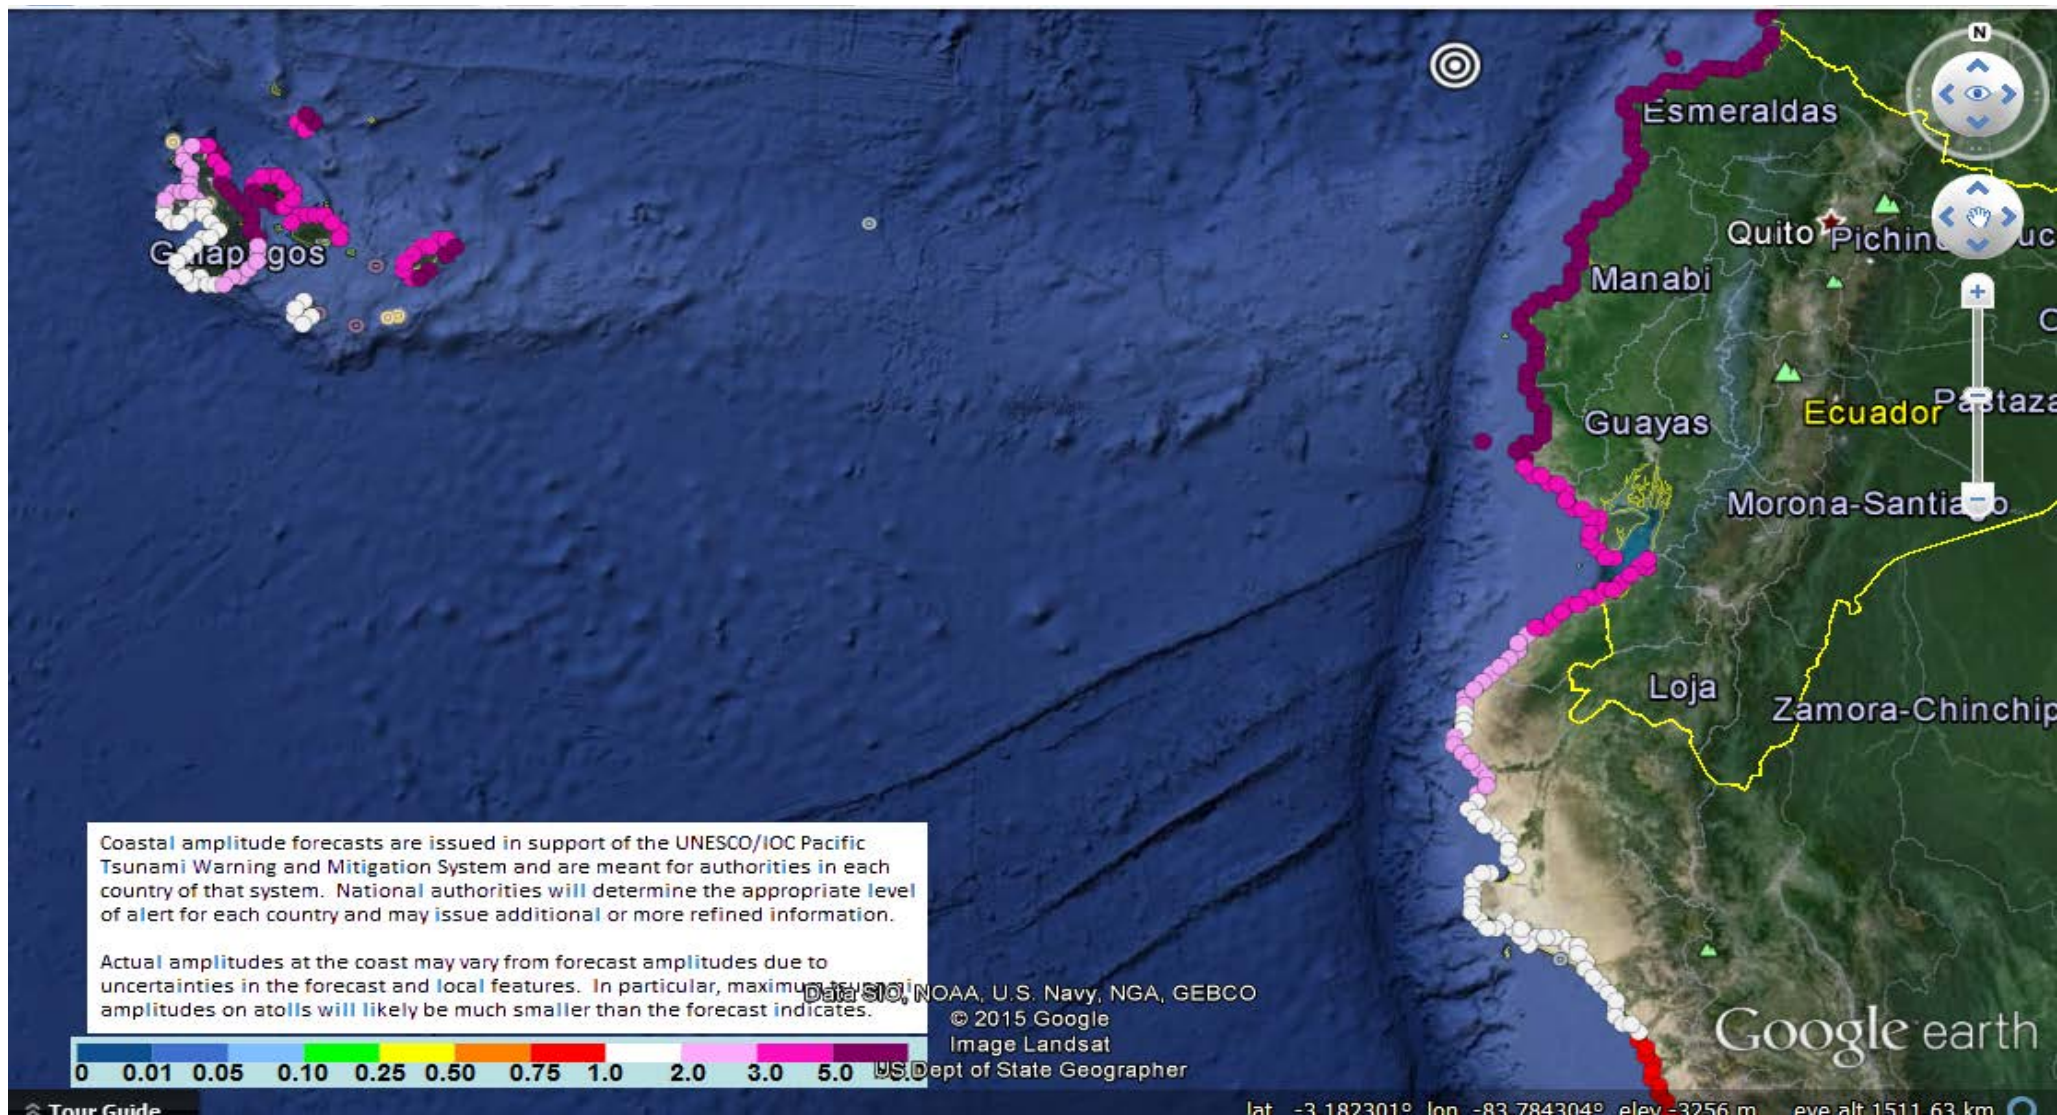 N
Esmeraldas
Quito
Galapagos
Manabi
Ecuador
Guayas
Morona-Santiago
Loja
Coastal amplitude forecasts are issued in support of the UNESCO/IOC Pacific
Tsunami Warning and Mitigation System and are meant for authorities in each
country of that system.  National authorities will determine the appropriate level
of alert for each country and may issue additional or more refined information.
Actual amplitudes at the coast may vary from forecast amplitudes due to
uncertainties in the forecast and local features.  In particular, maximum tsunami
amplitudes on atolls will likely be much smaller than the forecast indicates.
Data SIO, NOAA, U.S. Navy, NGA, GEBCO
© 2015 Google
Image Landsat
US Dept of State Geographer
Google earth
0 0.01 0.05 0.10 0.25 0.50 0.75 1.0 2.0 3.0 5.0
Tour Guide
lat -3.182301° lon -83.784304° elev -3256 m eye alt 1511.63 km